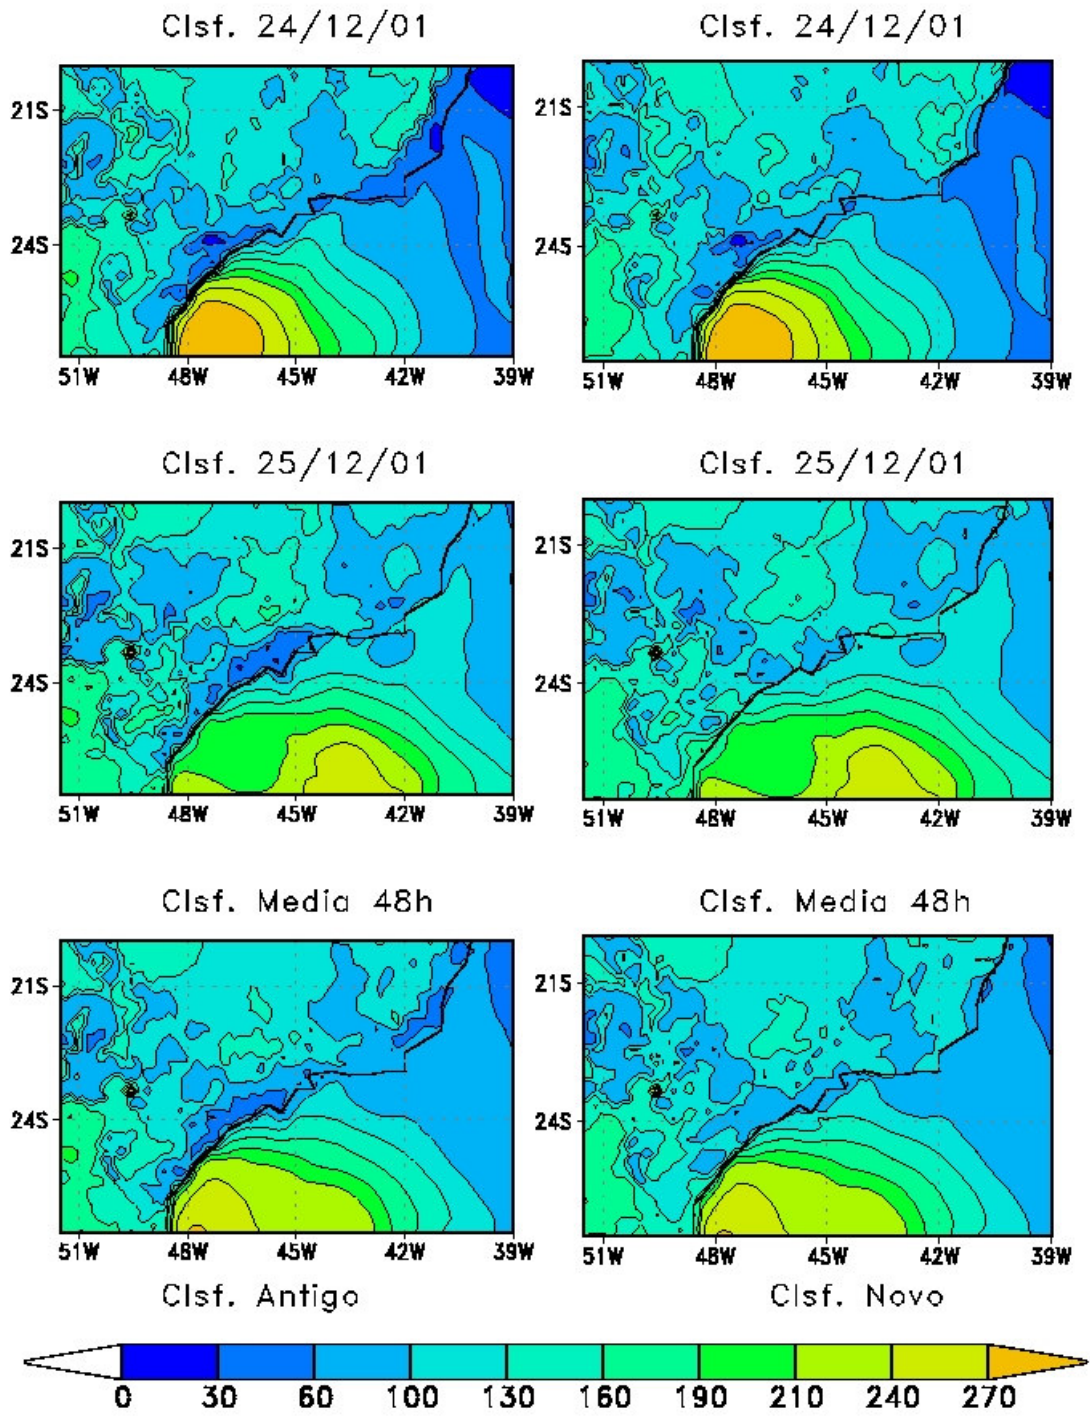 Clsf. 24/12/01 Clsf. 24/12/01
21S 21S
24S 24S
51W 48W 45W 42W 39W 51W 48W 45W 42W 39W
Clsf. 25/12/01 Clsf. 25/12/01
21S 21S
24S 24S
51W 48W 45W 42W 39W 51W 48W 45W 42W 39W
Clsf. Media 48h Clsf. Media 48h
21S 21S
24S 24S
51W 48W 45W 42W 39W 51W 48W 45W 42W 39W
Clsf. Antigo Clsf. Novo
0 30 60 100 130 160 190 210 240 270